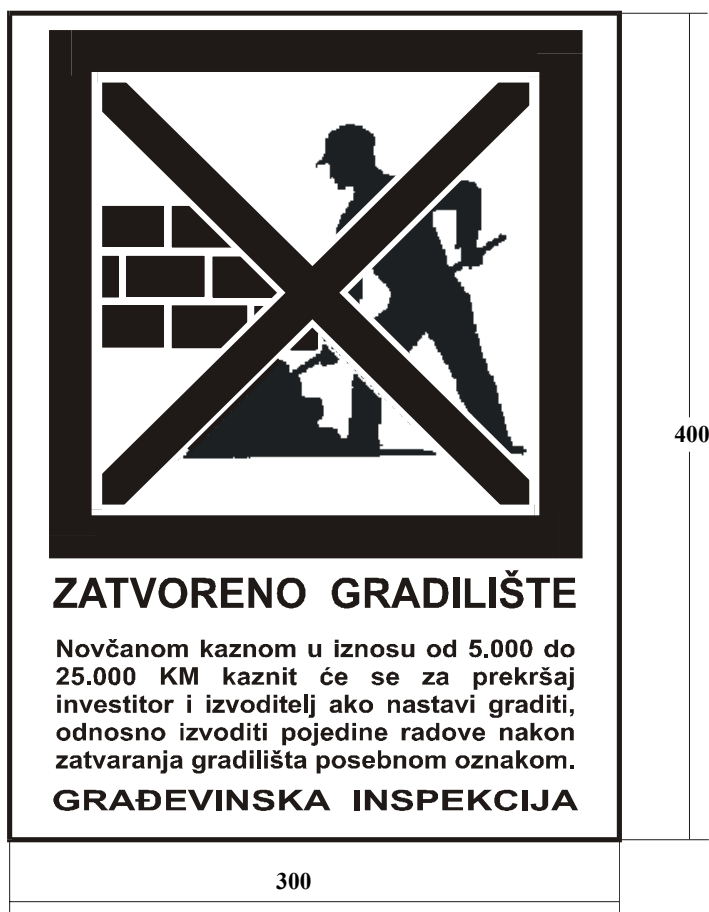 400
ZATVORENO GRADILIŠTE
Novčanom kaznom u iznosu od 5.000 do
25.000 KM kaznit će se za prekršaj
investitor i izvoditelj ako nastavi graditi,
odnosno izvoditi pojedine radove nakon
zatvaranja gradilišta posebnom oznakom.
GRAĐEVINSKA INSPEKCIJA
300